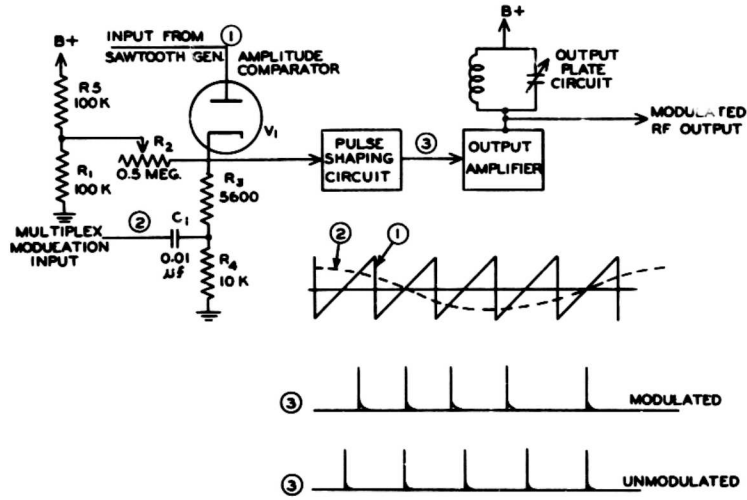 INPUT FROM
SAWTOOTH GEN.
①
AMPLITUDE
COMPARATOR
V1
B+
R5
100K
R1
100K
R2
0.5 MEG.
R3
5600
MULTIPLEX
MODULATION
INPUT
②
C1
0.01
μf
R4
10K
PULSE
SHAPING
CIRCUIT
③
OUTPUT
AMPLIFIER
B+
OUTPUT
PLATE
CIRCUIT
MODULATED
RF OUTPUT
②
①
③
MODULATED
③
UNMODULATED